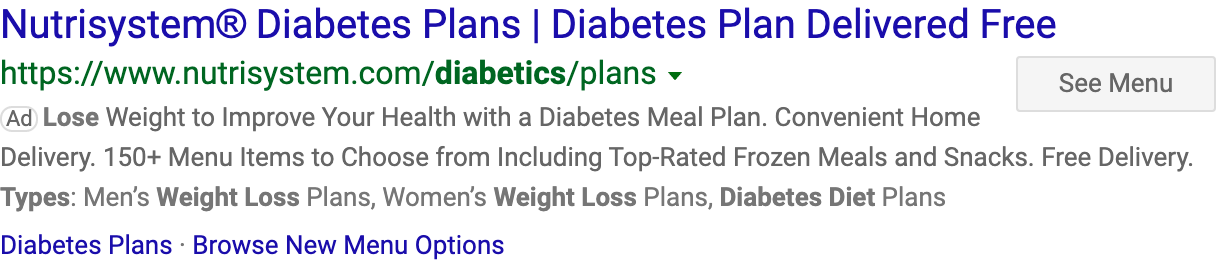 Nutrisystem® Diabetes Plans | Diabetes Plan Delivered Free
https://www.nutrisystem.com/diabetics/plans
See Menu
Ad Lose Weight to Improve Your Health with a Diabetes Meal Plan. Convenient Home
Delivery. 150+ Menu Items to Choose from Including Top-Rated Frozen Meals and Snacks. Free Delivery.
Types: Men’s Weight Loss Plans, Women’s Weight Loss Plans, Diabetes Diet Plans
Diabetes Plans · Browse New Menu Options